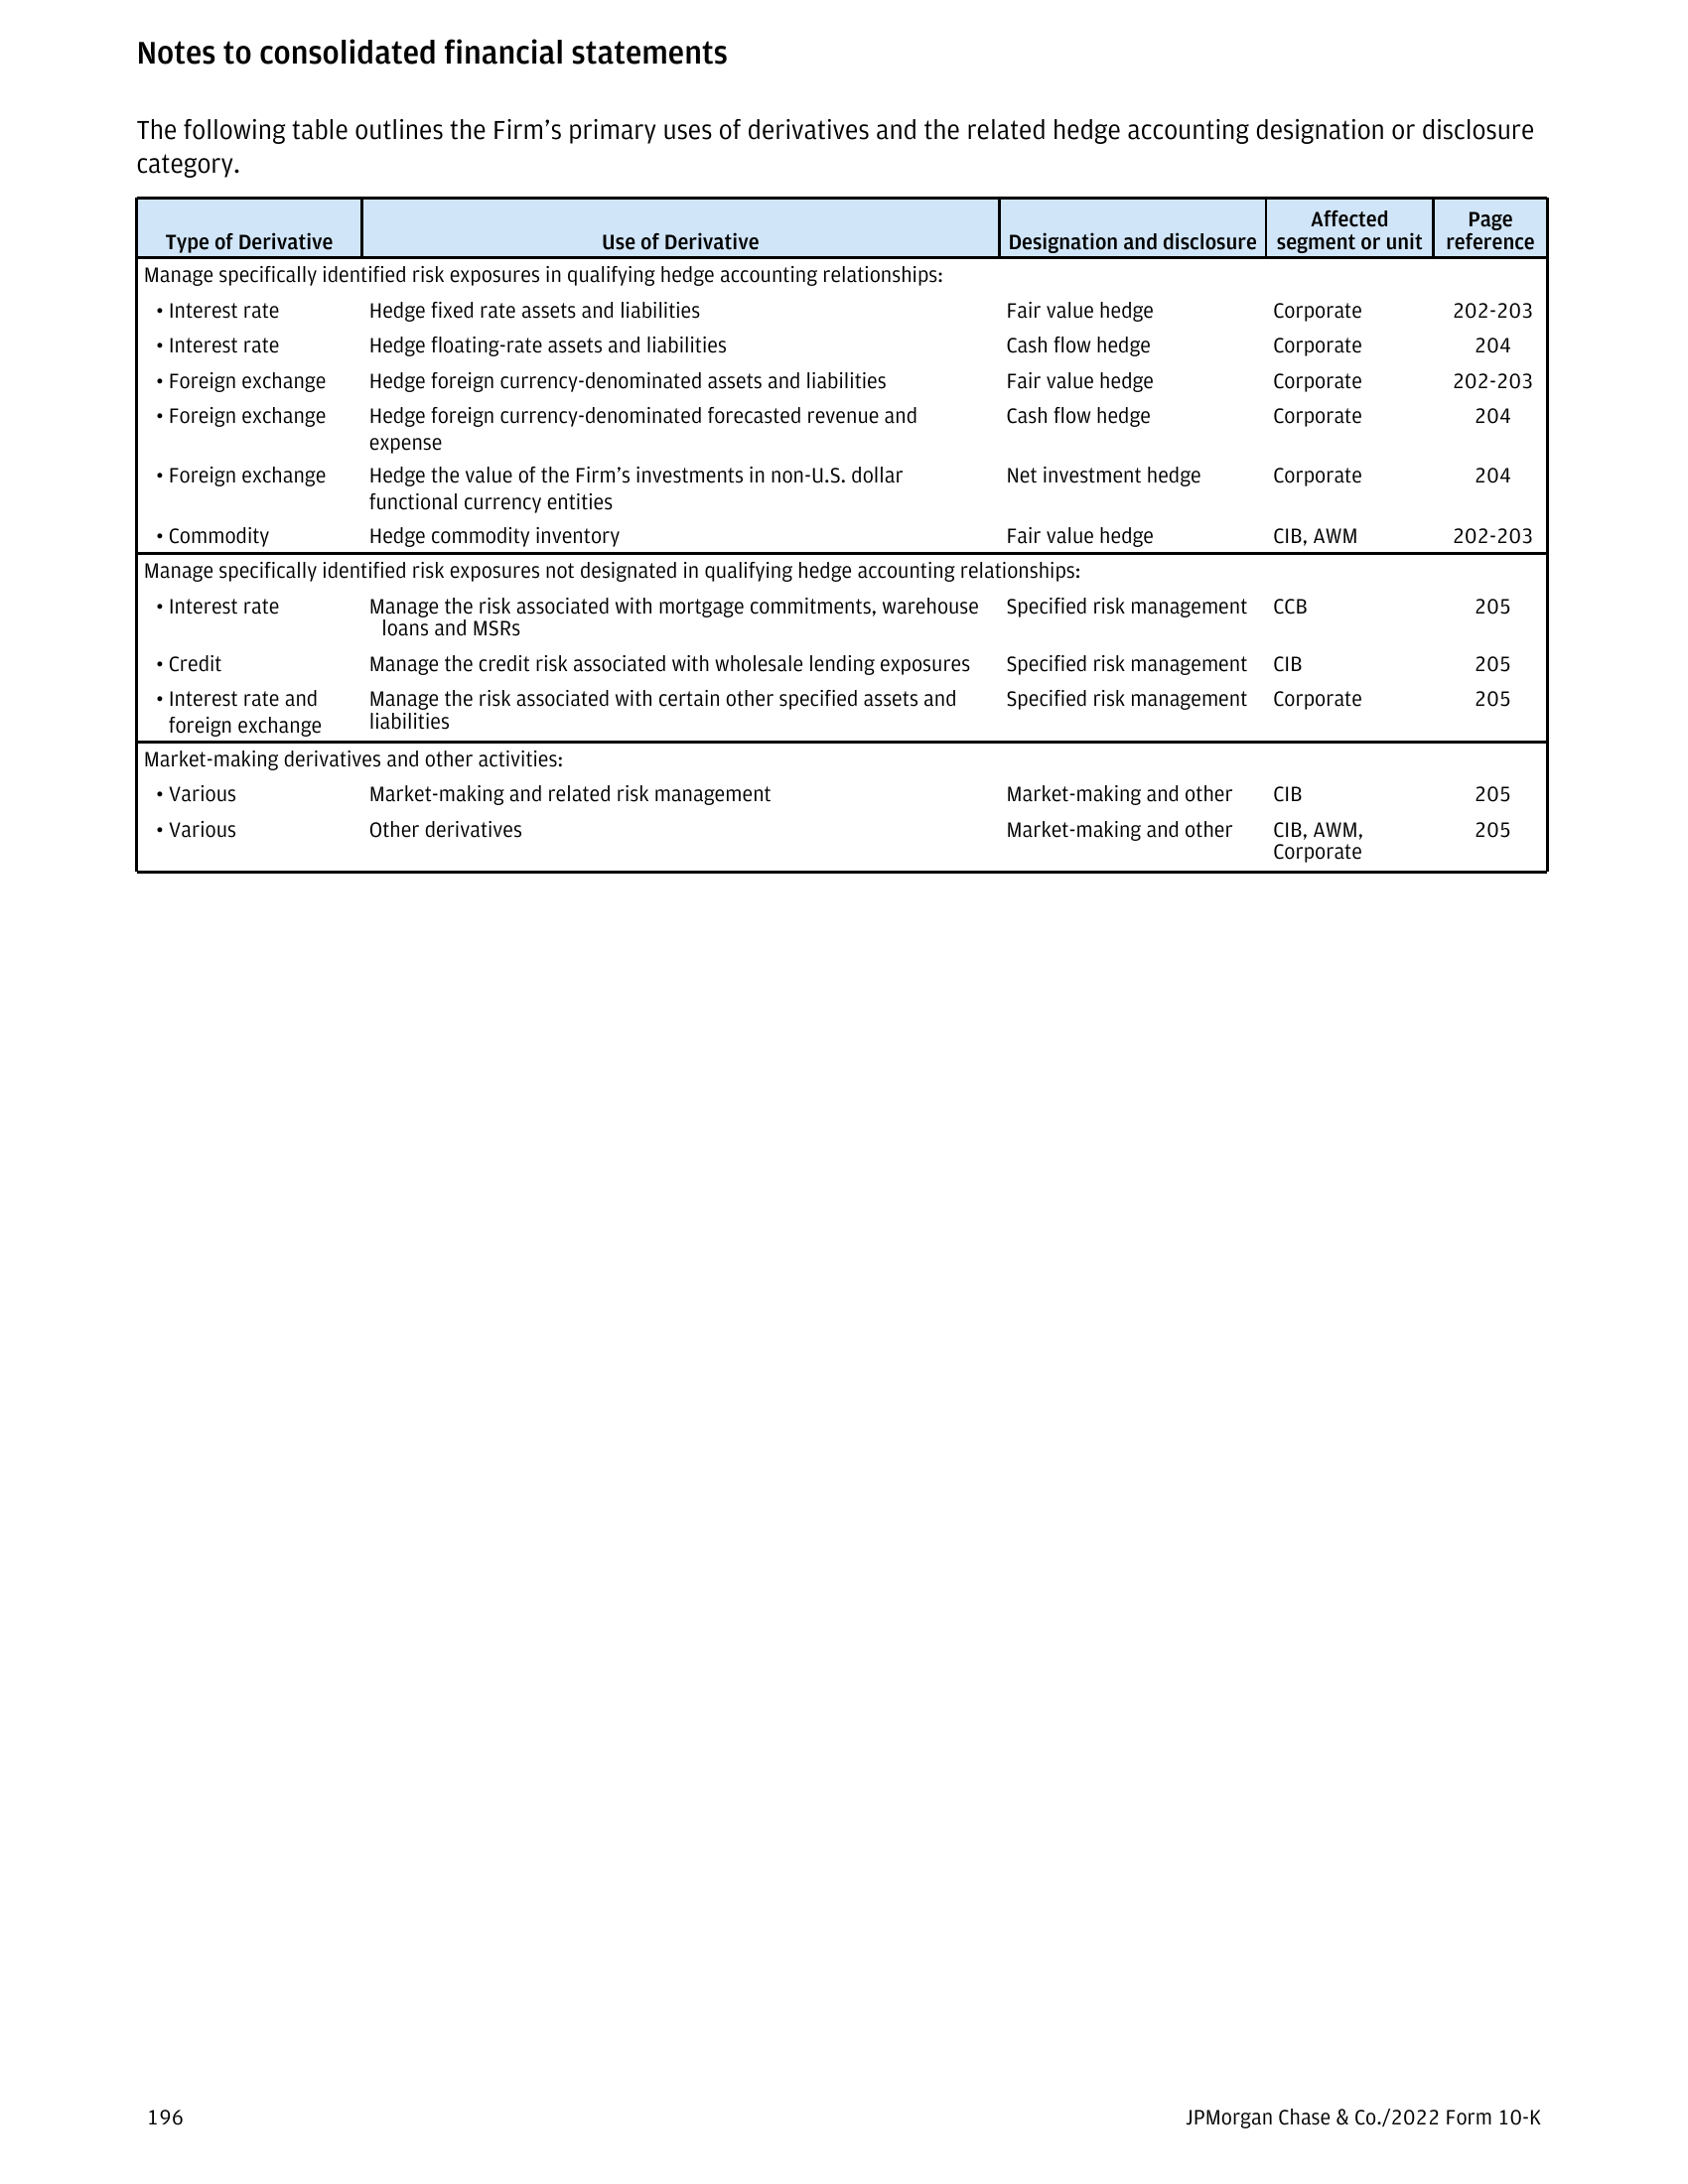 Notes to consolidated financial statements
The following table outlines the Firm’s primary uses of derivatives and the related hedge accounting designation or disclosure
category.
Type of Derivative Use of Derivative Designation and disclosure Affected segment or unit Page reference
Manage specifically identified risk exposures in qualifying hedge accounting relationships:
• Interest rate Hedge fixed rate assets and liabilities Fair value hedge Corporate 202-203
• Interest rate Hedge floating-rate assets and liabilities Cash flow hedge Corporate 204
• Foreign exchange Hedge foreign currency-denominated assets and liabilities Fair value hedge Corporate 202-203
• Foreign exchange Hedge foreign currency-denominated forecasted revenue and Cash flow hedge Corporate 204
expense
• Foreign exchange Hedge the value of the Firm’s investments in non-U.S. dollar Net investment hedge Corporate 204
functional currency entities
• Commodity Hedge commodity inventory Fair value hedge CIB, AWM 202-203
Manage specifically identified risk exposures not designated in qualifying hedge accounting relationships:
• Interest rate Manage the risk associated with mortgage commitments, warehouse Specified risk management CCB 205
loans and MSRs
• Credit Manage the credit risk associated with wholesale lending exposures Specified risk management CIB 205
• Interest rate and Manage the risk associated with certain other specified assets and Specified risk management Corporate 205
foreign exchange liabilities
Market-making derivatives and other activities:
• Various Market-making and related risk management Market-making and other CIB 205
• Various Other derivatives Market-making and other CIB, AWM, 205
Corporate
196 JPMorgan Chase & Co./2022 Form 10-K